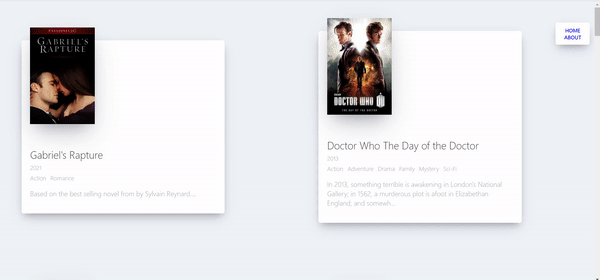 GABRIEL'S
RAPTURE
Gabriel's Rapture
2021
Action Romance
Based on the best selling novel from by Sylvain Reynard...
DOCTOR WHO
THE DAY OF THE DOCTOR
Doctor Who The Day of the Doctor
2013
Action Adventure Drama Family Mystery Sci-Fi
In 2013, something terrible is awakening in London's National
Gallery; in 1562, a murderous plot is afoot in Elizabethan
England; and somewh...
HOME
ABOUT